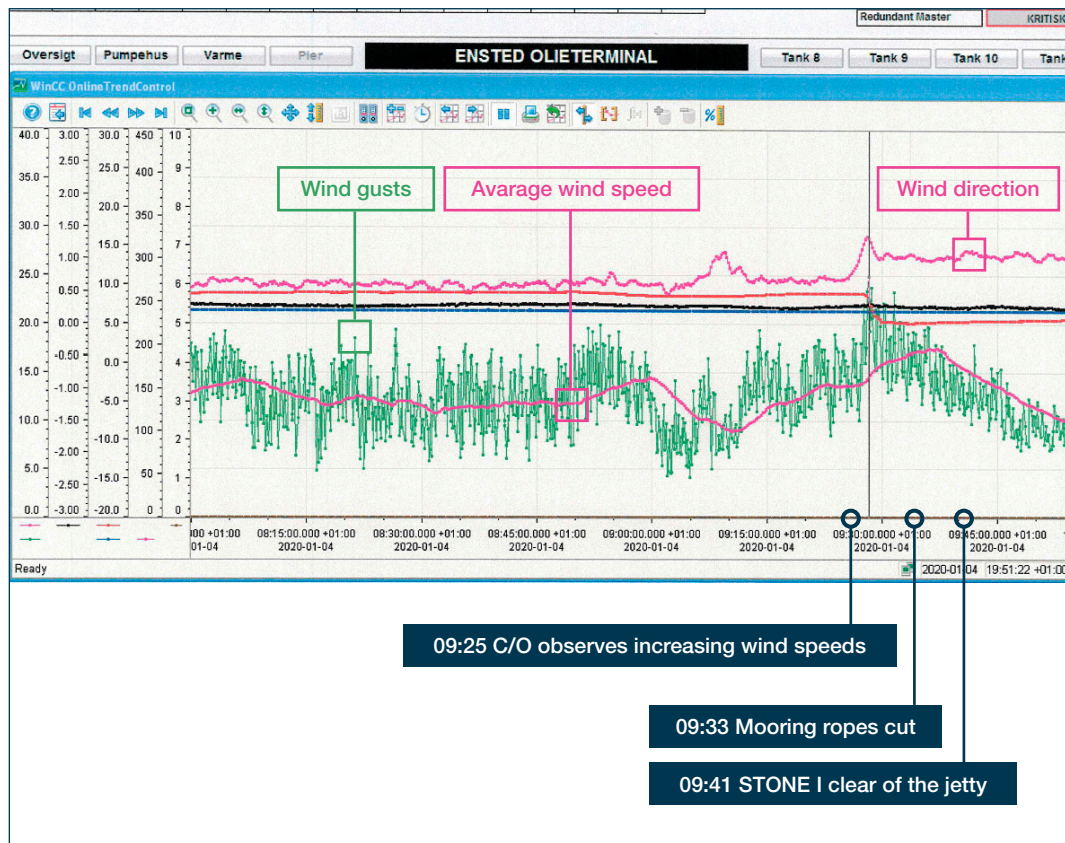 Redundant Master KRITISK
Oversigt Pumpehus Varme Pier ENSTED OLIETERMINAL Tank 8 Tank 9 Tank 10 Tank
WinCC OnlineTrendControl
40.0 3.00 30.0 450 10
2.50 25.0 400 9
35.0 2.00 20.0 350 8
30.0 1.50 15.0 300 7
25.0 1.00 10.0 250 6
0.50
20.0 0.00 5.0 200 5
-0.50 0.0 4
15.0 -1.00 -5.0 150 3
10.0 -1.50 -10.0 100 2
-2.00
5.0 -2.50 -15.0 50 1
0.0 -3.00 -20.0 0 0
Wind gusts
Avarage wind speed
Wind direction
:00 +01:00 08:15:00.000 +01:00 08:30:00.000 +01:00 08:45:00.000 +01:00 09:00:00.000 +01:00 09:15:00.000 +01:00 09:30:00.000 +01:00 09:45:00.000 +01:00
01-04 2020-01-04 2020-01-04 2020-01-04 2020-01-04 2020-01-04 2020-01-04 2020-01-04
Ready 2020-01-04 19:51:22 +01:00
09:25 C/O observes increasing wind speeds
09:33 Mooring ropes cut
09:41 STONE I clear of the jetty